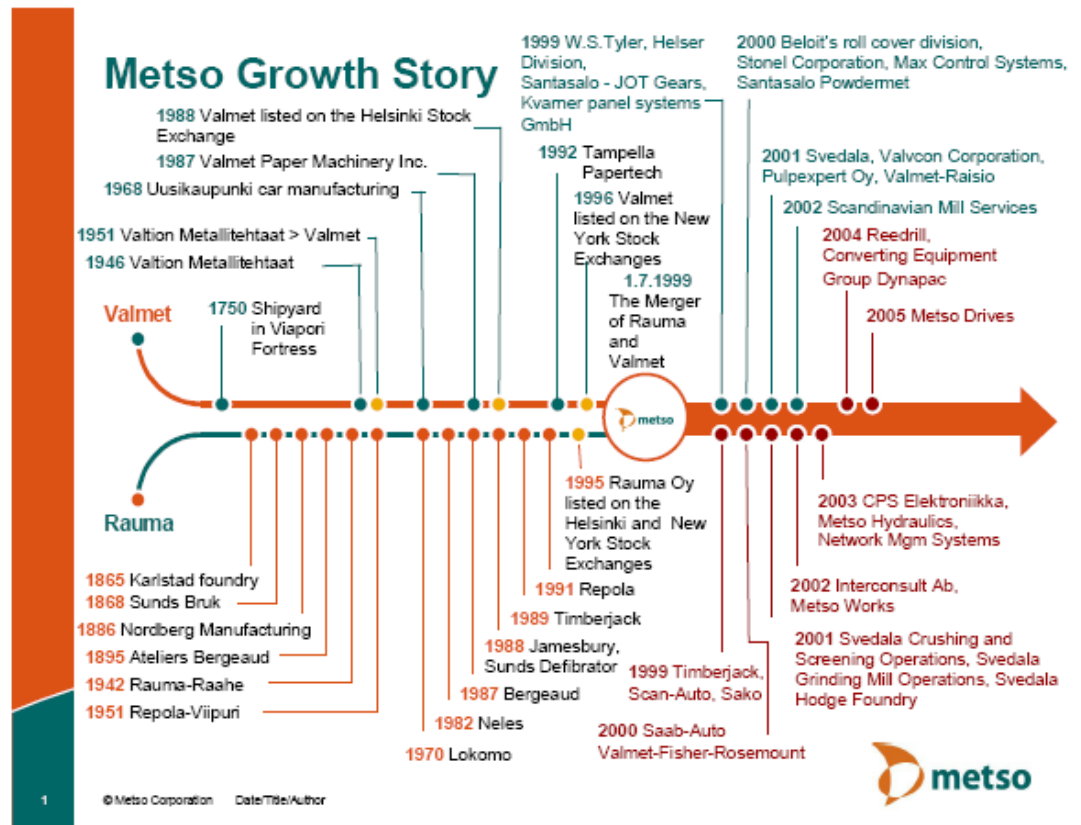 Metso Growth Story
1988 Valmet listed on the Helsinki Stock
Exchange
1987 Valmet Paper Machinery Inc.
1968 Uusikaupunki car manufacturing
1951 Valtion Metallitehtaat > Valmet
1946 Valtion Metallitehtaat
Valmet
1750 Shipyard
in Viapori
Fortress
1999 W.S.Tyler, Helser
Division,
Santasalo - JOT Gears,
Kvarner panel systems
GmbH
1992 Tampella
Papertech
1996 Valmet
listed on the New
York Stock
Exchanges
1.7.1999
The Merger
of Rauma
and
Valmet
2000 Beloit's roll cover division,
Stonel Corporation, Max Control Systems,
Santasalo Powdermet
2001 Svedala, Valvcon Corporation,
Pulpexpert Oy, Valmet-Raisio
2002 Scandinavian Mill Services
2004 Reedrill,
Converting Equipment
Group Dynapac
2005 Metso Drives
metso
Rauma
1865 Karlstad foundry
1868 Sunds Bruk
1886 Nordberg Manufacturing
1895 Ateliers Bergeaud
1942 Rauma-Raahe
1951 Repola-Viipuri
1995 Rauma Oy
listed on the
Helsinki and New
York Stock
Exchanges
1991 Repola
1989 Timberjack
1988 Jamesbury,
Sunds Defibrator
1987 Bergeaud
1982 Neles
1970 Lokomo
1999 Timberjack,
Scan-Auto, Sako
2000 Saab-Auto
Valmet-Fisher-Rosemount
2003 CPS Elektroniikka,
Metso Hydraulics,
Network Mgm Systems
2002 Interconsult Ab,
Metso Works
2001 Svedala Crushing and
Screening Operations, Svedala
Grinding Mill Operations, Svedala
Hodge Foundry
metso
1
© Metso Corporation Date/Title/Author